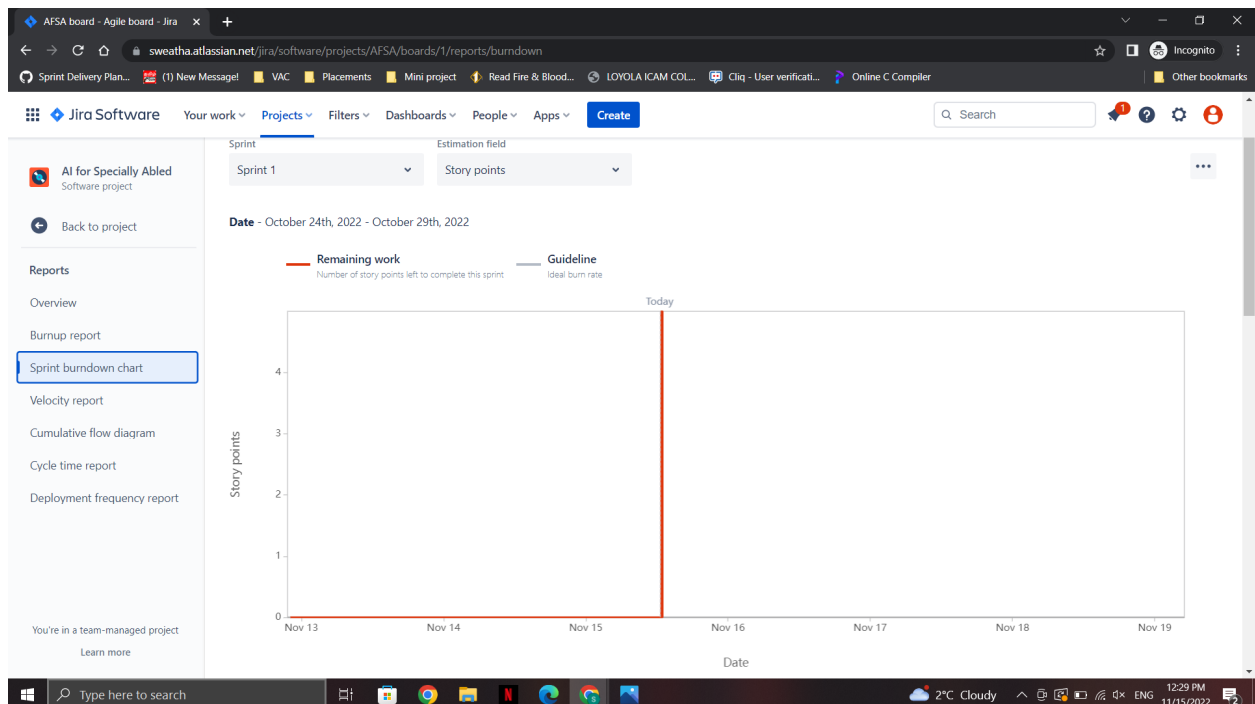 AFSA board - Agile board - Jira
sweatha.atlassian.net/jira/software/projects/AFSA/boards/1/reports/burndown
Incognito
Sprint Delivery Plan...
(1) New Message!
VAC
Placements
Mini project
Read Fire & Blood...
LOYOLA ICAM COL...
Cliq - User verificati...
Online C Compiler
Other bookmarks
Jira Software
Your work
Projects
Filters
Dashboards
People
Apps
Create
Search
1
AI for Specially Abled
Software project
Back to project
Reports
Overview
Burnup report
Sprint burndown chart
Velocity report
Cumulative flow diagram
Cycle time report
Deployment frequency report
You're in a team-managed project
Learn more
Sprint
Estimation field
Sprint 1
Story points
Date - October 24th, 2022 - October 29th, 2022
Remaining work
Number of story points left to complete this sprint
Guideline
Ideal burn rate
Today
4
3
2
1
0
Story points
Nov 13
Nov 14
Nov 15
Nov 16
Nov 17
Nov 18
Nov 19
Date
Type here to search
N
2°C Cloudy
ENG
12:29 PM
11/15/2022
2